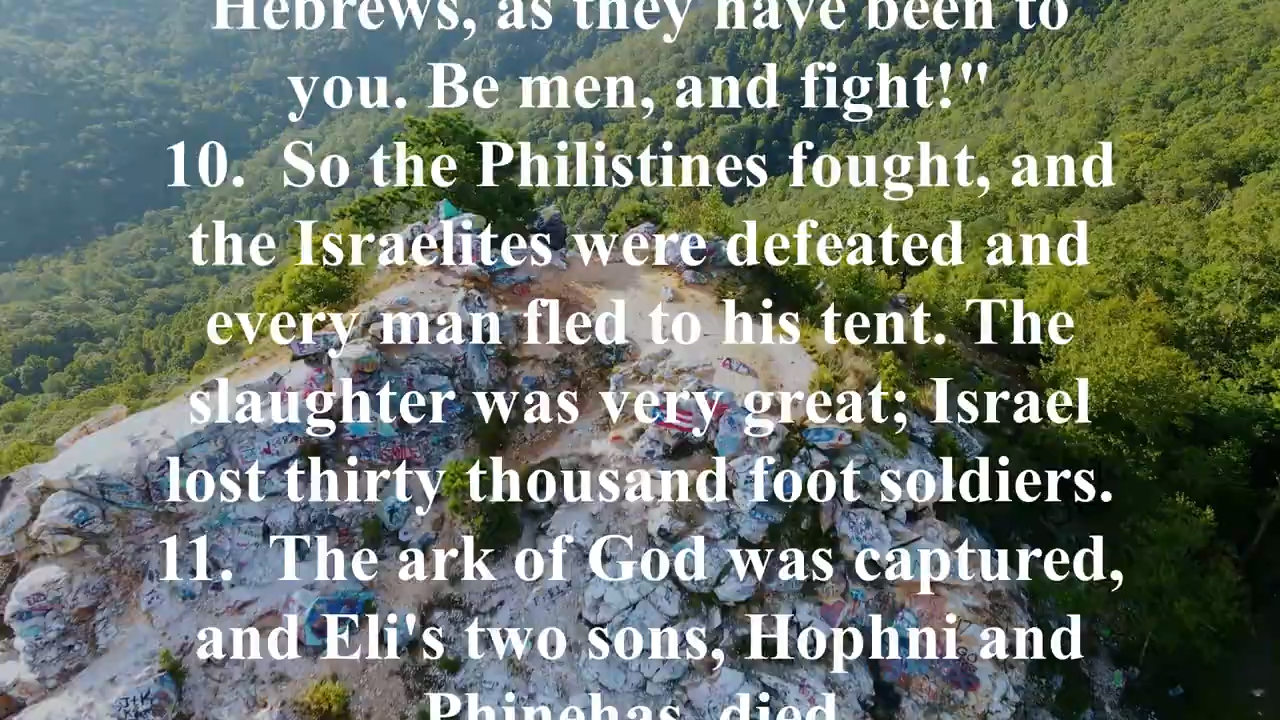 Hebrews, as they have been to
you. Be men, and fight!"
10.  So the Philistines fought, and
the Israelites were defeated and
every man fled to his tent. The
slaughter was very great; Israel
lost thirty thousand foot soldiers.
11.  The ark of God was captured,
and Eli's two sons, Hophni and
Phinehas, died.